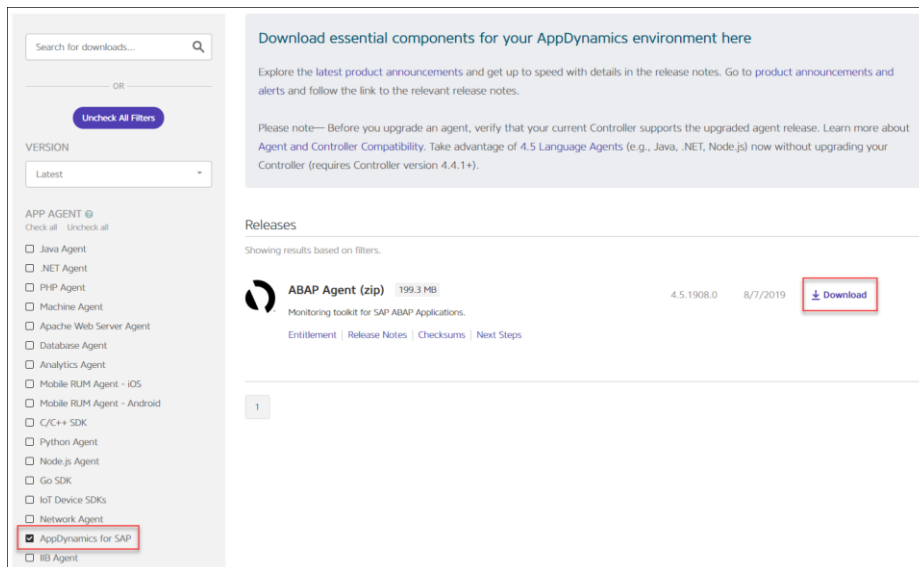 Search for downloads...
OR
Uncheck All Filters
VERSION
Latest
APP AGENT
Check all Uncheck all
Java Agent
.NET Agent
PHP Agent
Machine Agent
Apache Web Server Agent
Database Agent
Analytics Agent
Mobile RUM Agent - iOS
Mobile RUM Agent - Android
C/C++ SDK
Python Agent
Node.js Agent
Go SDK
IoT Device SDKs
Network Agent
AppDynamics for SAP
IIB Agent
Download essential components for your AppDynamics environment here
Explore the latest product announcements and get up to speed with details in the release notes. Go to product announcements and
alerts and follow the link to the relevant release notes.
Please note— Before you upgrade an agent, verify that your current Controller supports the upgraded agent release. Learn more about
Agent and Controller Compatibility. Take advantage of 4.5 Language Agents (e.g., Java, .NET, Node.js) now without upgrading your
Controller (requires Controller version 4.4.1+).
Releases
Showing results based on filters.
ABAP Agent (zip) 199.3 MB 4.5.1908.0 8/7/2019 Download
Monitoring toolkit for SAP ABAP Applications.
Entitlement | Release Notes | Checksums | Next Steps
1